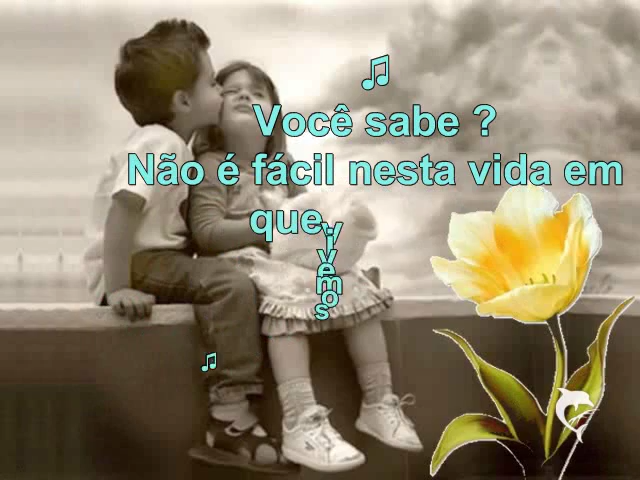 ♫
Você sabe ?
Não é fácil nesta vida em
que vivemos
♫